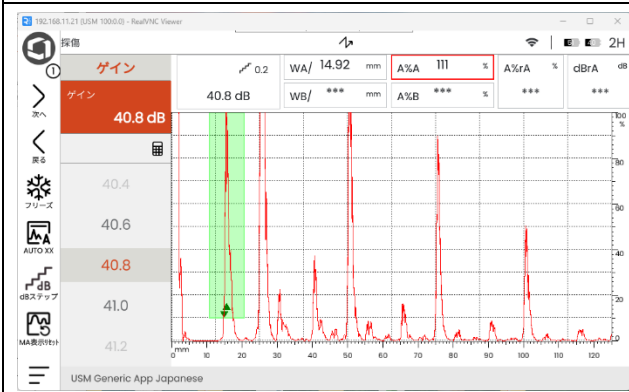 192.168.11.21 (USM 100:0.0) - RealVNC Viewer
探傷
2H
1
ゲイン
0.2
40.8 dB
WA/ 14.92 mm
WB/ *** mm
A%A 111 %
A%B *** %
A%rA %
***
dBrA dB
***
次へ
戻る
フリーズ
AUTO XX
dB
dBステップ
MA表示リセット
ゲイン
40.8 dB
40.4
40.6
40.8
41.0
41.2
100
%
80
60
40
20
0
mm 10 20 30 40 50 60 70 80 90 100 110 120
USM Generic App Japanese